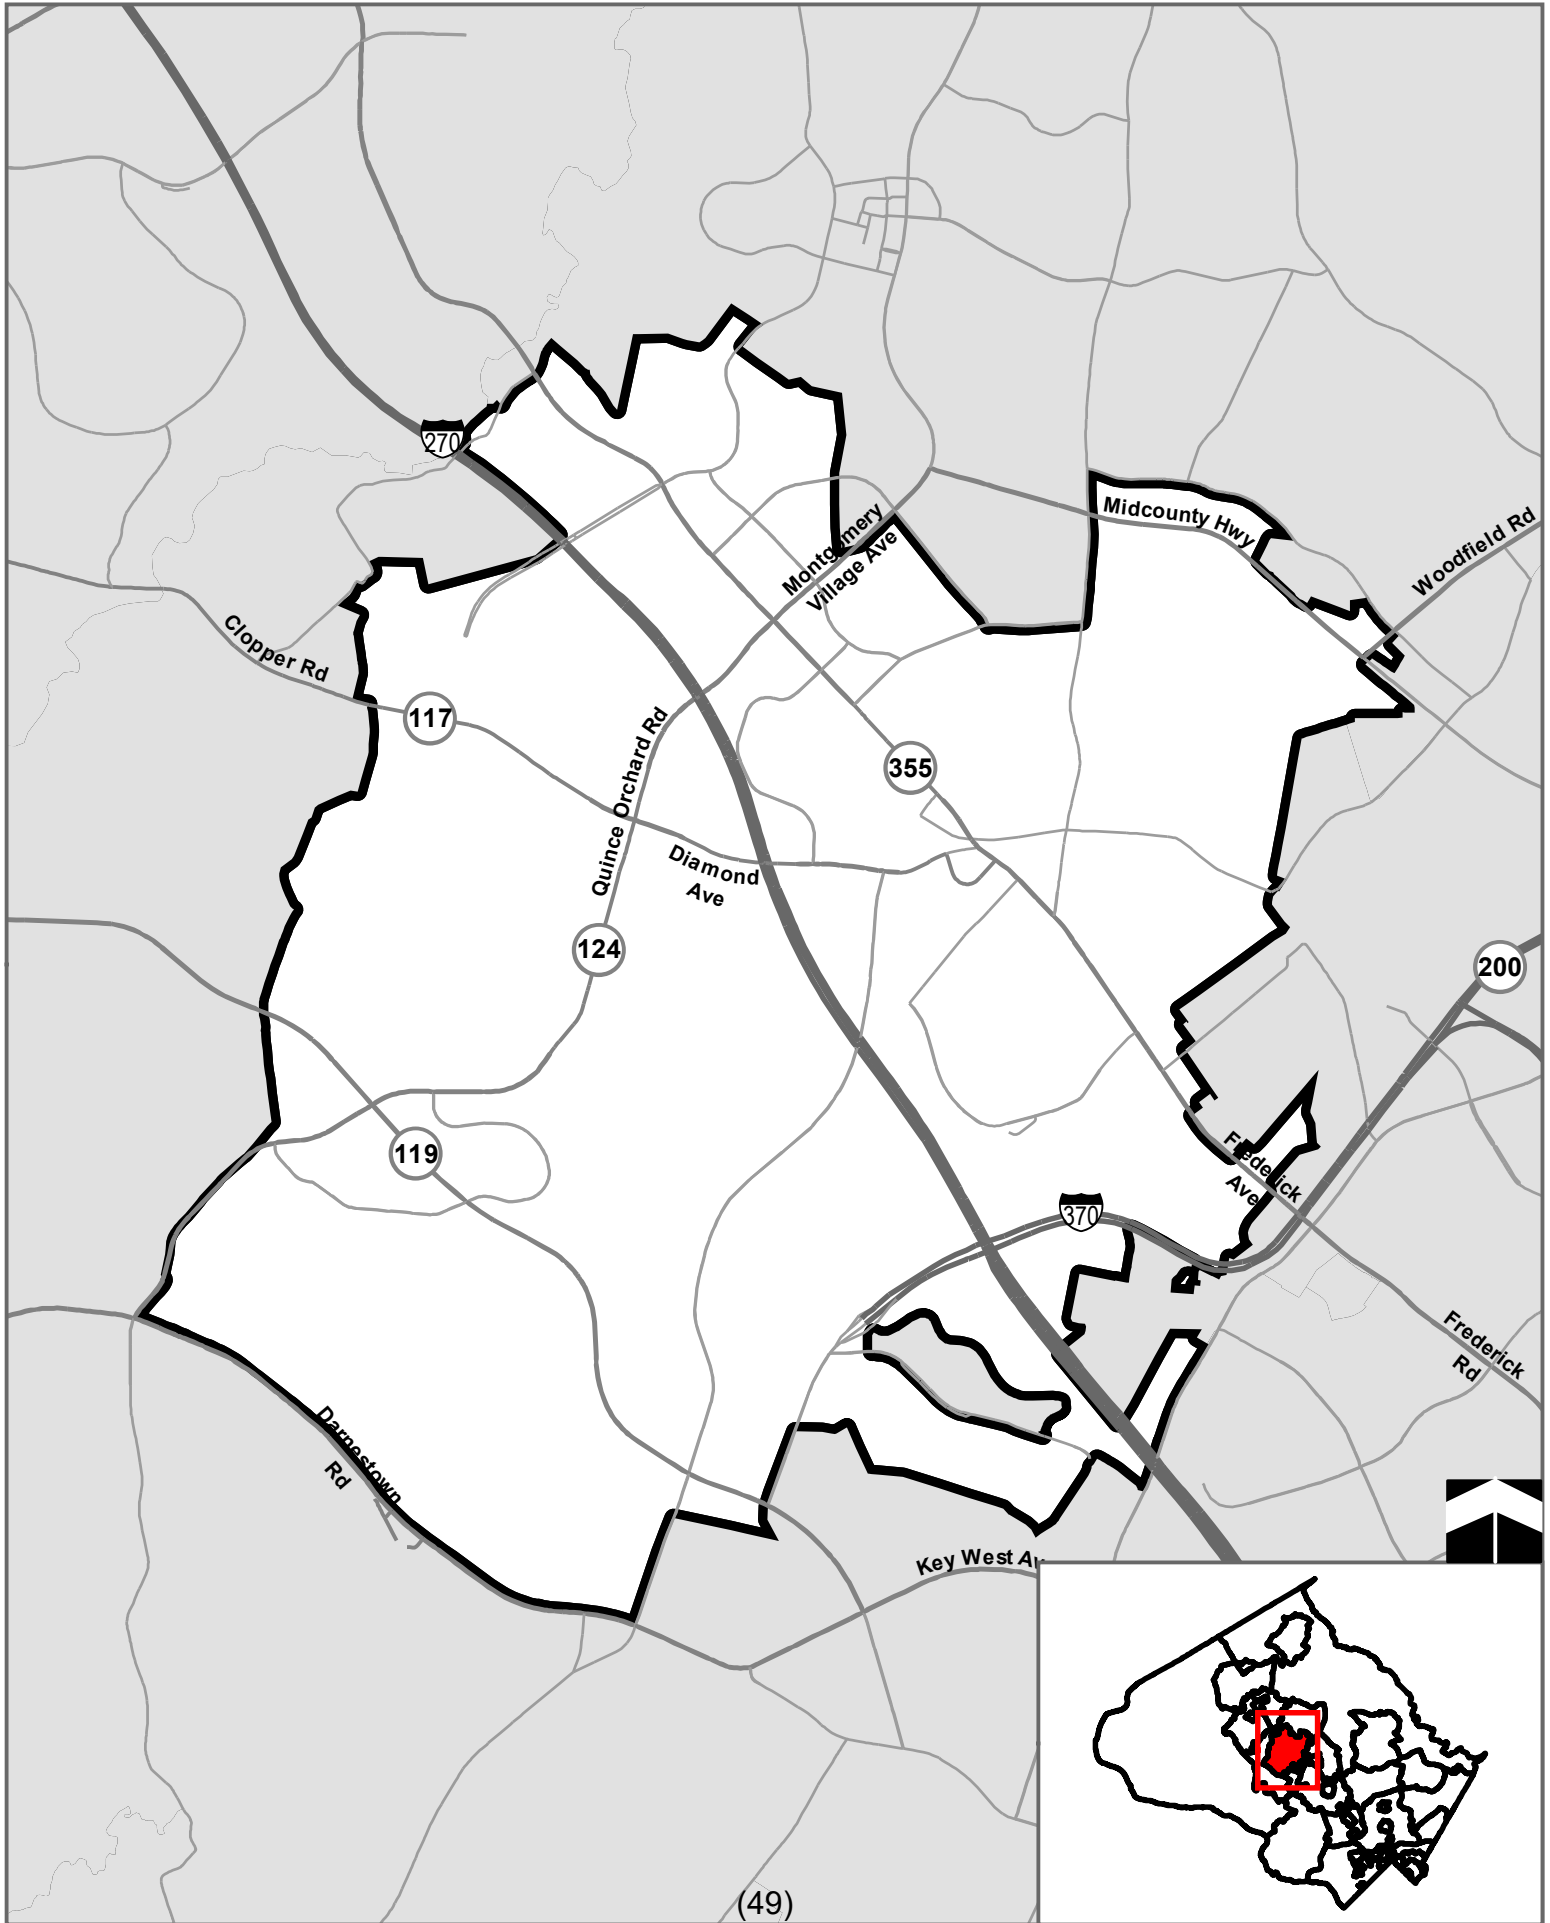 270
Midcounty Hwy
Woodfield Rd
Montgomery
Village Ave
Clopper Rd
117
Quince Orchard Rd
355
Diamond
Ave
124
200
119
Frederick
Ave
370
Frederick
Rd
Darnestown
Rd
Key West Av
(49)